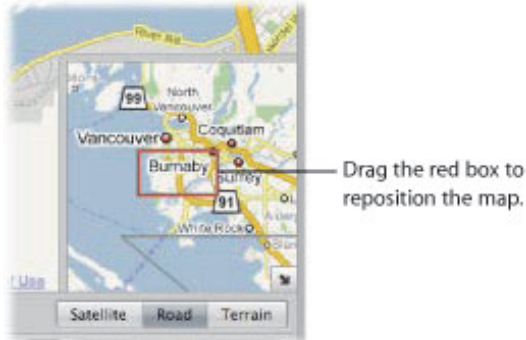 River Rd
99
North
Vancouver
Vancouver
Coquitlam
Burnaby
Surrey
91
White Rock
Drag the red box to
reposition the map.
Use
Satellite Road Terrain